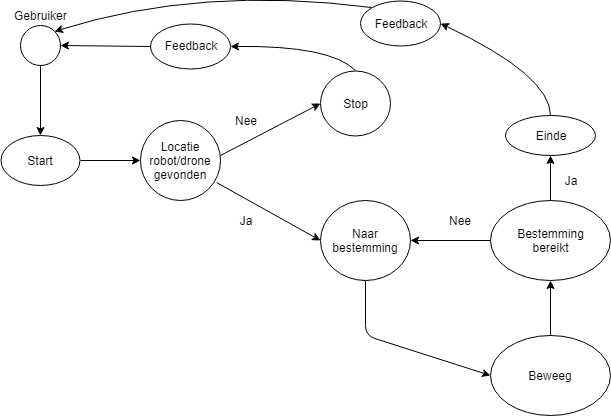 Gebruiker
Feedback
Feedback
Stop
Nee
Start
Locatie
robot/drone
gevonden
Einde
Ja
Ja
Naar
bestemming
Nee
Bestemming
bereikt
Beweeg